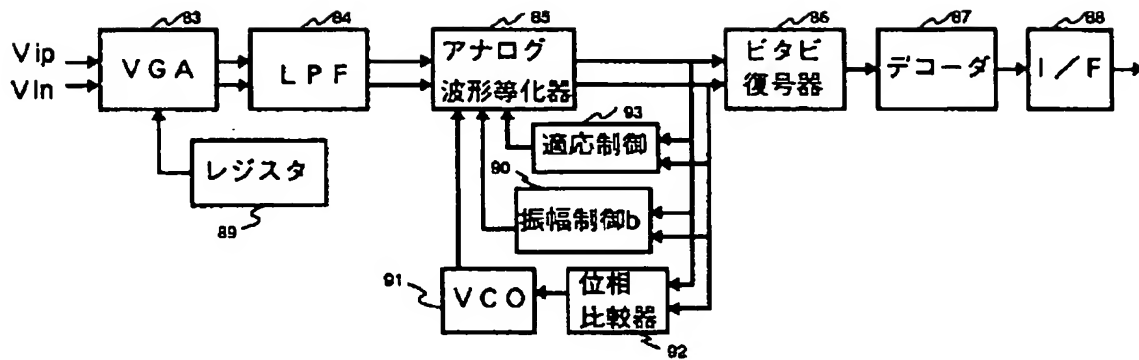 83
84
85
86
87
88
Vip
Vin
VGA
LPF
アナログ
波形等化器
ビタビ
復号器
デコーダ
I/F
93
適応制御
レジスタ
89
90
振幅制御b
91
VCO
位相
比較器
92